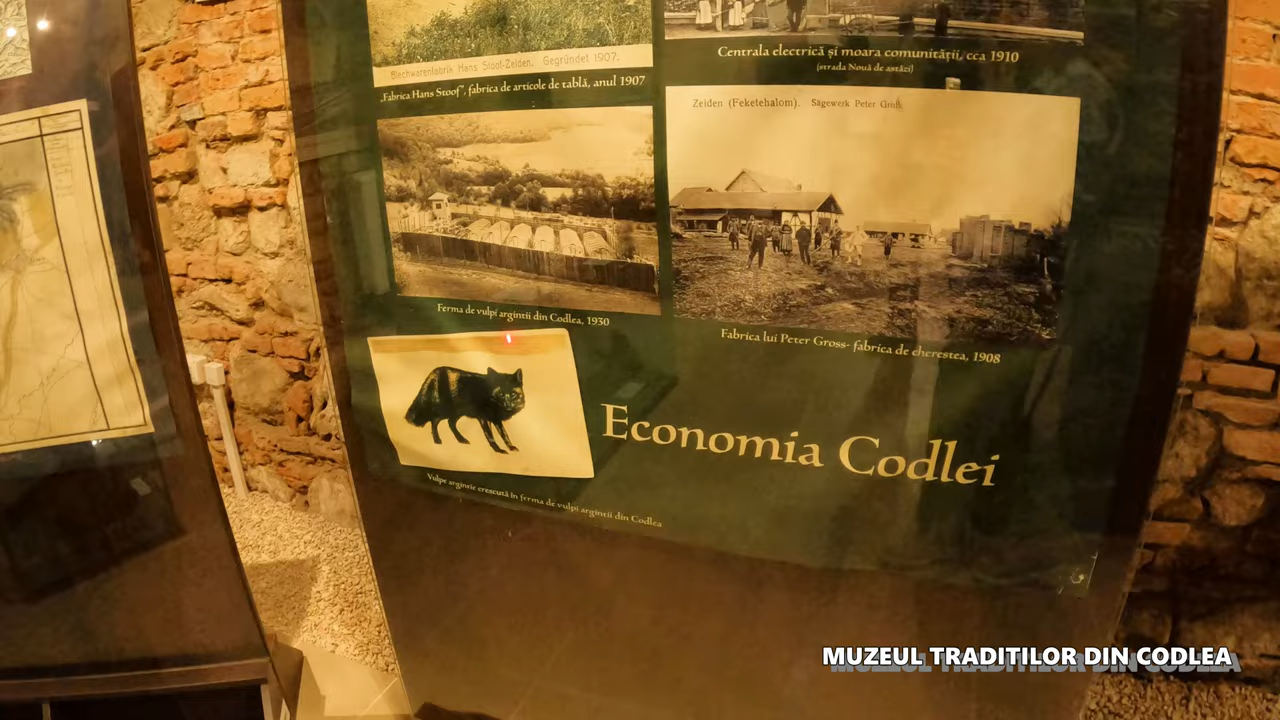 Blechwarenfabrik Hans Stoof-Zeiden. Gegründet 1907.
„Fabrica Hans Stoof", fabrica de articole de tablă, anul 1907
Centrala electrică și moara comunității, cca 1910
(strada Nouă de astăzi)
Zeiden (Feketehalom). Sägewerk Peter Groß
Ferma de vulpi argintii din Codlea, 1930
Fabrica lui Peter Gross- fabrica de cherestea, 1908
Economia Codlei
Vulpe argintie crescută în ferma de vulpi argintii din Codlea
MUZEUL TRADITILOR DIN CODLEA